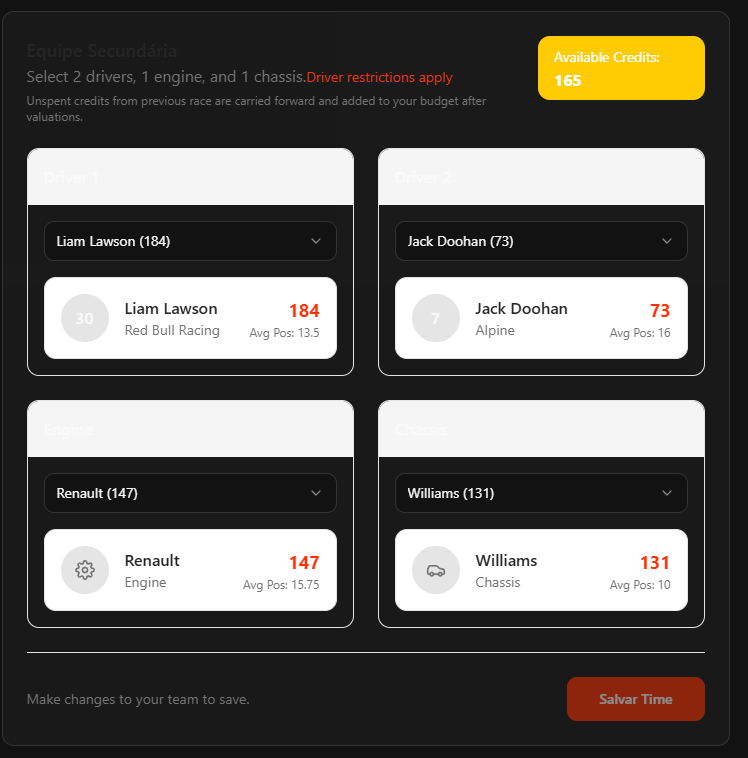 Equipe Secundária
Select 2 drivers, 1 engine, and 1 chassis.Driver restrictions apply
Unspent credits from previous race are carried forward and added to your budget after
valuations.
Available Credits:
165
Driver 1
Liam Lawson (184)
30
Liam Lawson
Red Bull Racing
184
Avg Pos: 13.5
Driver 2
Jack Doohan (73)
7
Jack Doohan
Alpine
73
Avg Pos: 16
Engine
Renault (147)
Renault
Engine
147
Avg Pos: 15.75
Chassis
Williams (131)
Williams
Chassis
131
Avg Pos: 10
Make changes to your team to save.
Salvar Time